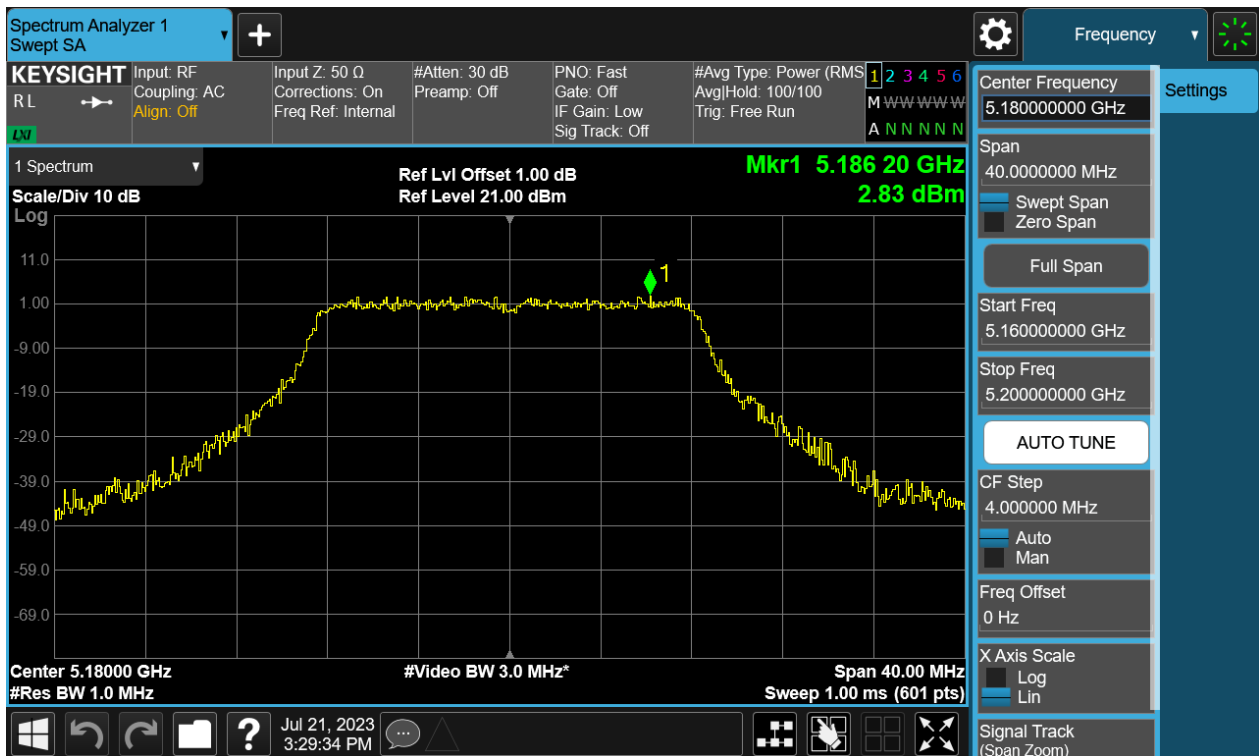 Spectrum Analyzer 1
Swept SA
+
Frequency
KEYSIGHT
R L
LXI
Input: RF
Coupling: AC
Align: Off
Input Z: 50 Ω
Corrections: On
Freq Ref: Internal
#Atten: 30 dB
Preamp: Off
PNO: Fast
Gate: Off
IF Gain: Low
Sig Track: Off
#Avg Type: Power (RMS
Avg|Hold: 100/100
Trig: Free Run
1 2 3 4 5 6
M W W W W W
A N N N N N
1 Spectrum
Scale/Div 10 dB
Ref Lvl Offset 1.00 dB
Ref Level 21.00 dBm
Mkr1 5.186 20 GHz
2.83 dBm
Log
11.0
1.00
-9.00
-19.0
-29.0
-39.0
-49.0
-59.0
-69.0
1
Center 5.18000 GHz
#Res BW 1.0 MHz
#Video BW 3.0 MHz*
Span 40.00 MHz
Sweep 1.00 ms (601 pts)
?
Jul 21, 2023
3:29:34 PM
Center Frequency
5.180000000 GHz
Span
40.0000000 MHz
Swept Span
Zero Span
Full Span
Start Freq
5.160000000 GHz
Stop Freq
5.200000000 GHz
AUTO TUNE
CF Step
4.000000 MHz
Auto
Man
Freq Offset
0 Hz
X Axis Scale
Log
Lin
Signal Track
(Span Zoom)
Settings